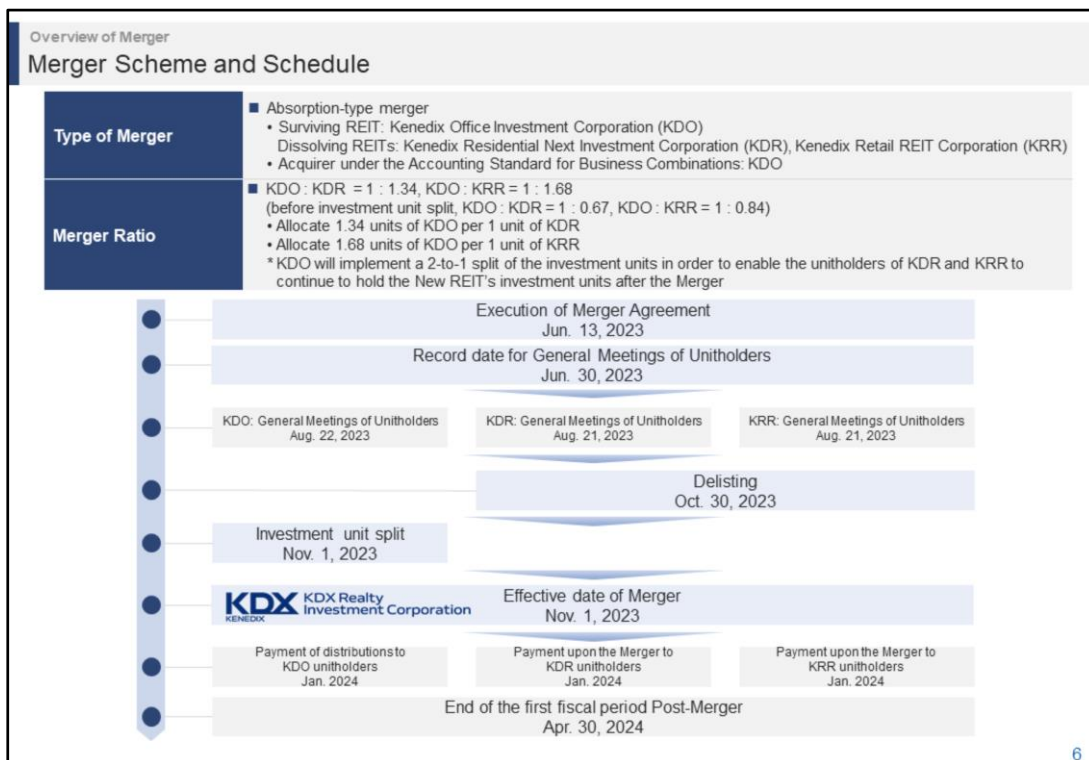 Overview of Merger
Merger Scheme and Schedule
Type of Merger
■ Absorption-type merger
• Surviving REIT: Kenedix Office Investment Corporation (KDO)
Dissolving REITs: Kenedix Residential Next Investment Corporation (KDR), Kenedix Retail REIT Corporation (KRR)
• Acquirer under the Accounting Standard for Business Combinations: KDO
Merger Ratio
■ KDO : KDR = 1 : 1.34, KDO : KRR = 1 : 1.68
(before investment unit split, KDO : KDR = 1 : 0.67, KDO : KRR = 1 : 0.84)
• Allocate 1.34 units of KDO per 1 unit of KDR
• Allocate 1.68 units of KDO per 1 unit of KRR
* KDO will implement a 2-to-1 split of the investment units in order to enable the unitholders of KDR and KRR to
continue to hold the New REIT's investment units after the Merger
Execution of Merger Agreement
Jun. 13, 2023
Record date for General Meetings of Unitholders
Jun. 30, 2023
KDO: General Meetings of Unitholders
Aug. 22, 2023
KDR: General Meetings of Unitholders
Aug. 21, 2023
KRR: General Meetings of Unitholders
Aug. 21, 2023
Delisting
Oct. 30, 2023
Investment unit split
Nov. 1, 2023
KDX
KENEDIX
KDX Realty
Investment Corporation
Effective date of Merger
Nov. 1, 2023
Payment of distributions to
KDO unitholders
Jan. 2024
Payment upon the Merger to
KDR unitholders
Jan. 2024
Payment upon the Merger to
KRR unitholders
Jan. 2024
End of the first fiscal period Post-Merger
Apr. 30, 2024
6